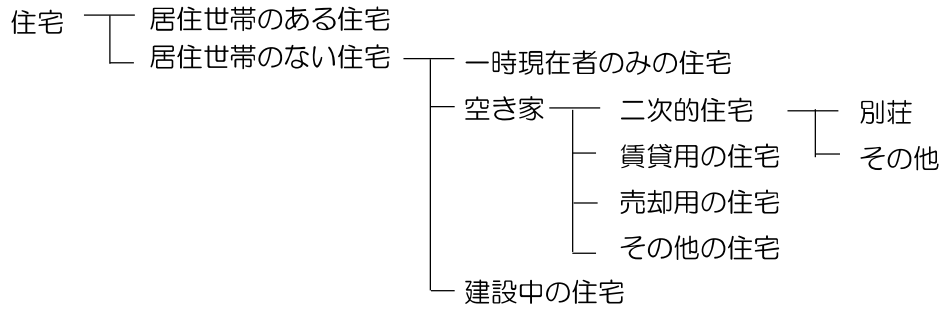 住宅 居住世帯のある住宅
居住世帯のない住宅 一時現在者のみの住宅
空き家 二次的住宅 別荘
賃貸用の住宅 その他
売却用の住宅
その他の住宅
建設中の住宅